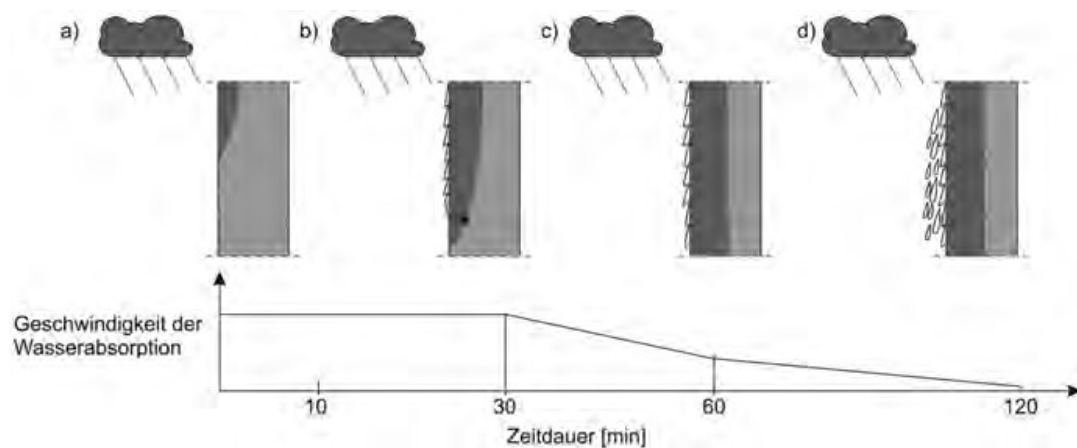 a)
b)
c)
d)
Geschwindigkeit der
Wasserabsorption
10
30
60
120
Zeitdauer [min]